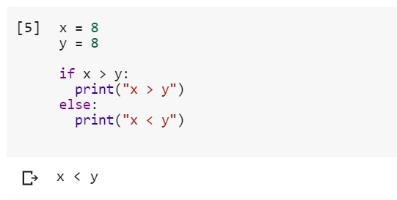 [5] x = 8
y = 8
if x > y:
  print("x > y")
else:
  print("x < y")
x < y